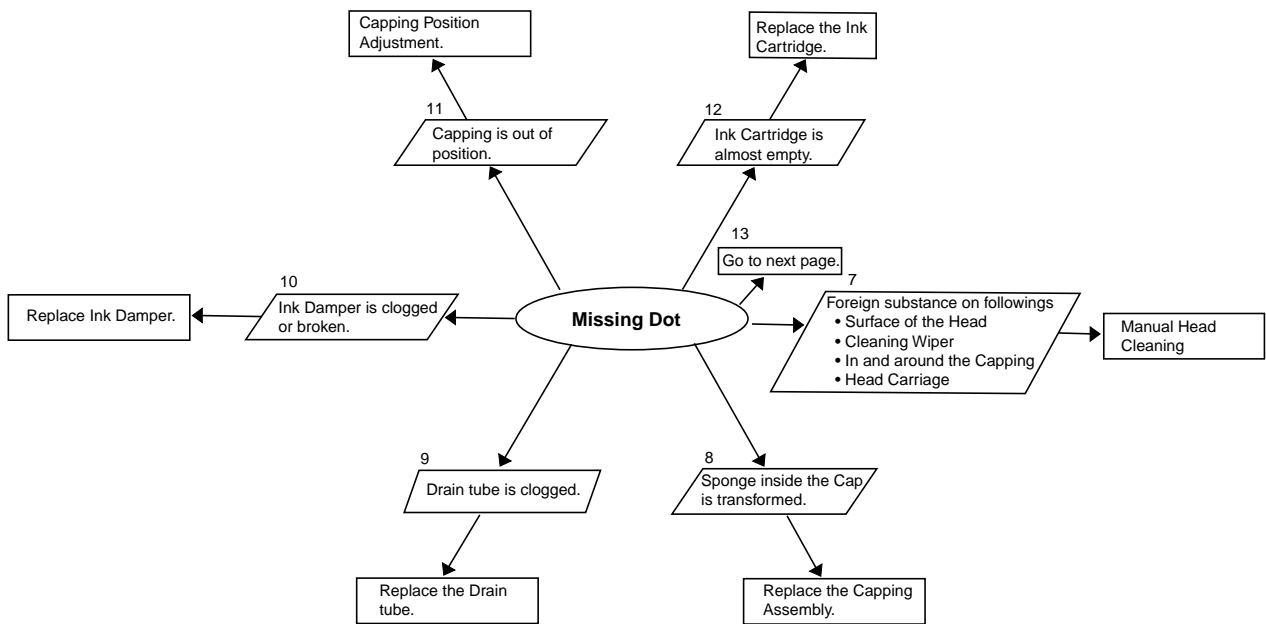 Capping Position
Adjustment.
Replace the Ink
Cartridge.
11
Capping is out of
position.
12
Ink Cartridge is
almost empty.
13
Go to next page.
10
Ink Damper is clogged
or broken.
Replace Ink Damper.
Missing Dot
7
Foreign substance on followings
• Surface of the Head
• Cleaning Wiper
• In and around the Capping
• Head Carriage
Manual Head
Cleaning
9
Drain tube is clogged.
8
Sponge inside the Cap
is transformed.
Replace the Drain
tube.
Replace the Capping
Assembly.